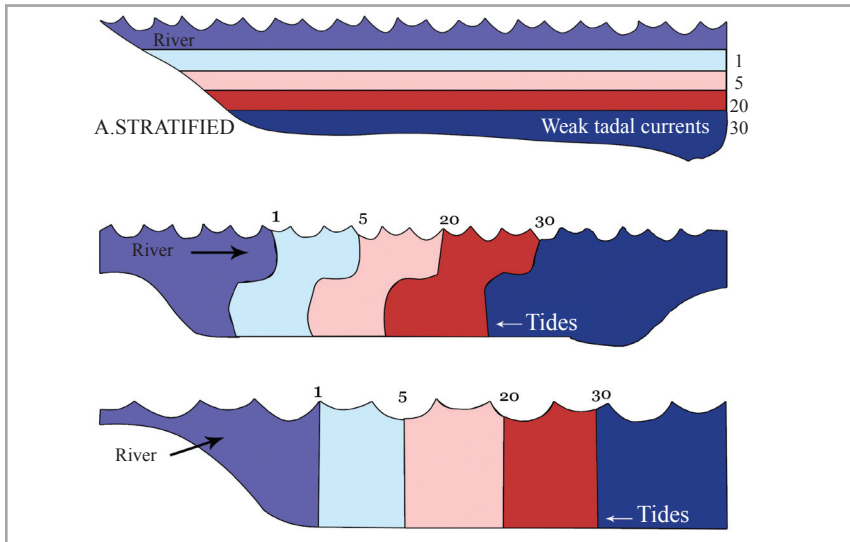 River
1
5
20
A.STRATIFIED
Weak tadal currents
30
1 5 20 30
River
← Tides
1 5 20 30
River
← Tides